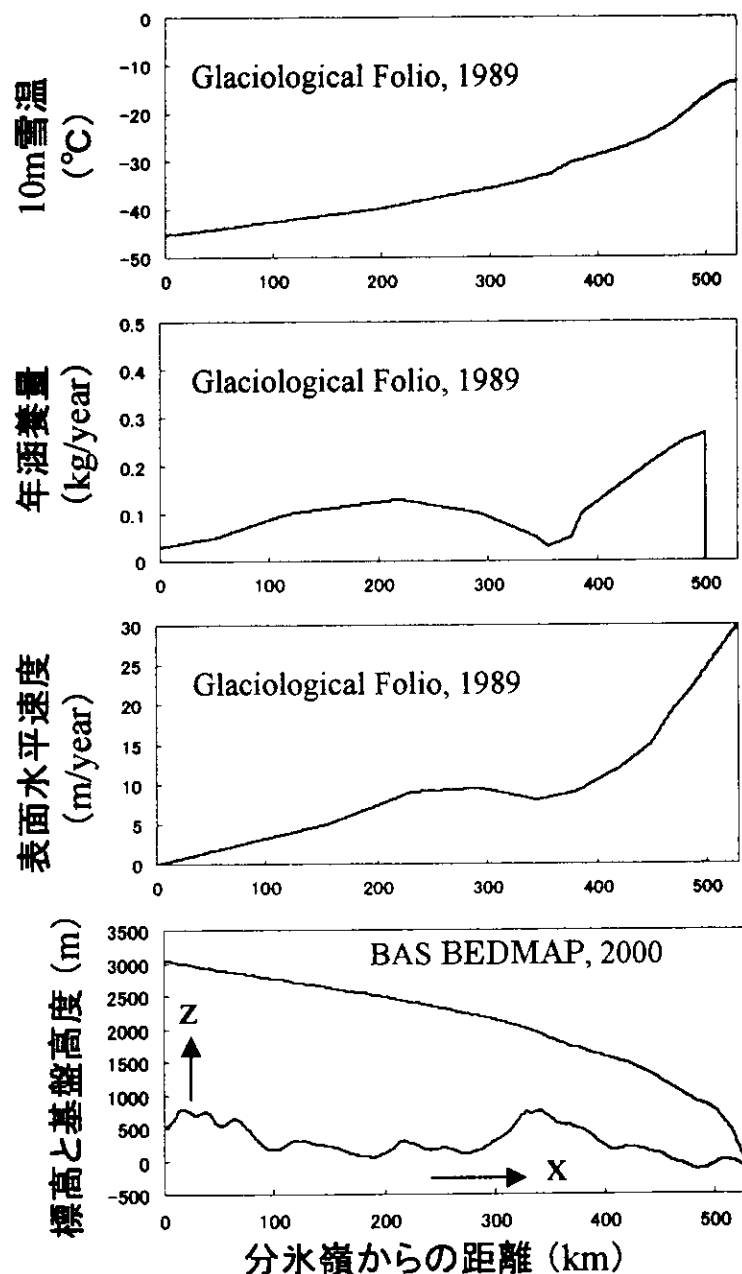 10m雪温
(°C)
0
-10
-20
-30
-40
-50
Glaciological Folio, 1989
0 100 200 300 400 500
年涵養量
(kg/year)
0.5
0.4
0.3
0.2
0.1
0
Glaciological Folio, 1989
0 100 200 300 400 500
表面水平速度
(m/year)
30
25
20
15
10
5
0
Glaciological Folio, 1989
0 100 200 300 400 500
標高と基盤高度 (m)
3500
3000
2500
2000
1500
1000
500
0
-500
BAS BEDMAP, 2000
Z
X
0 100 200 300 400 500
分氷嶺からの距離 (km)